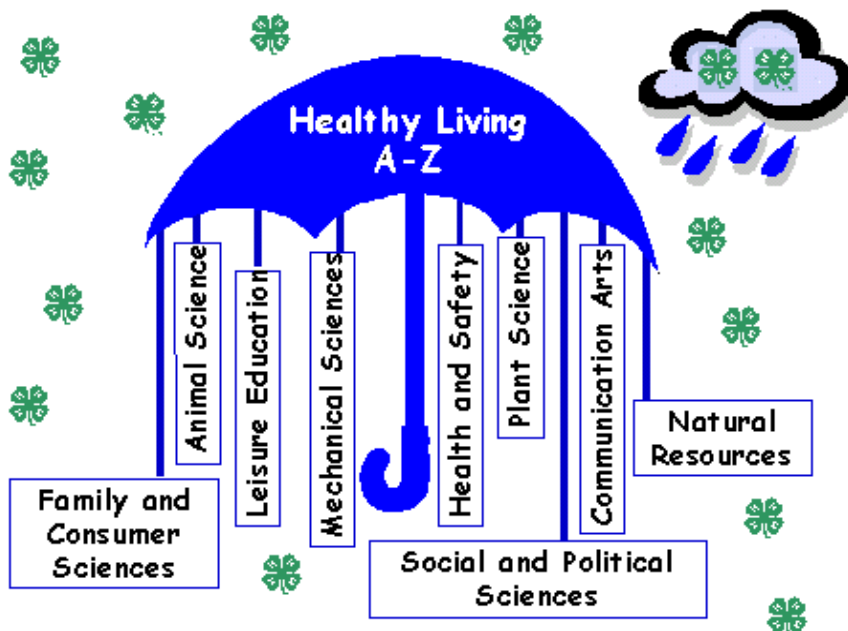 Healthy Living
A-Z
Family and
Consumer
Sciences
Animal Science
Leisure Education
Mechanical Sciences
Health and Safety
Plant Science
Social and Political
Sciences
Communication Arts
Natural
Resources